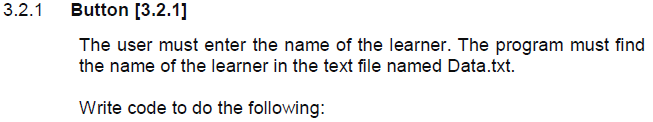 3.2.1 Button [3.2.1]
The user must enter the name of the learner. The program must find
the name of the learner in the text file named Data.txt.
Write code to do the following: